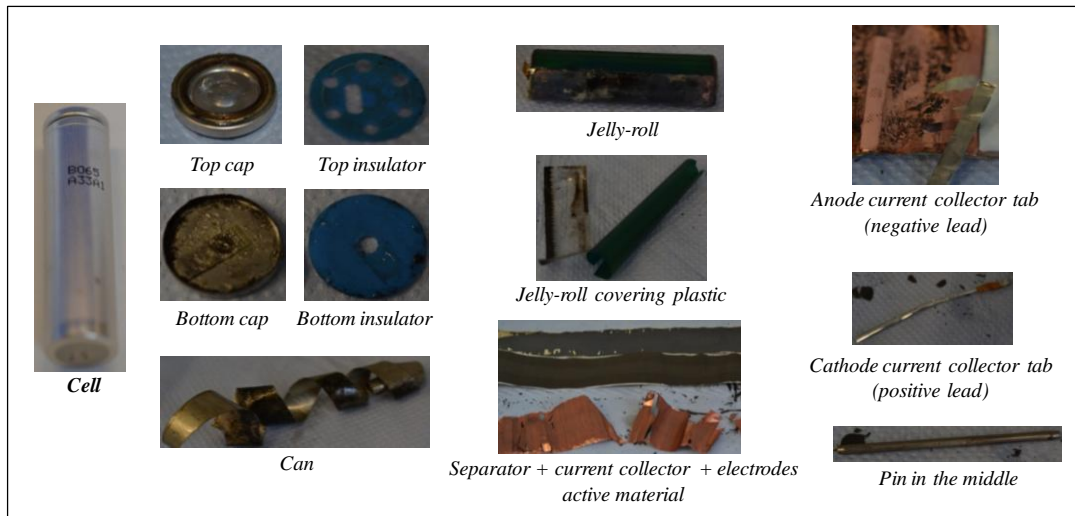 BO65
A33A1
Cell
Top cap
Top insulator
Bottom cap
Bottom insulator
Can
Jelly-roll
Jelly-roll covering plastic
Separator + current collector + electrodes
active material
Anode current collector tab
(negative lead)
Cathode current collector tab
(positive lead)
Pin in the middle